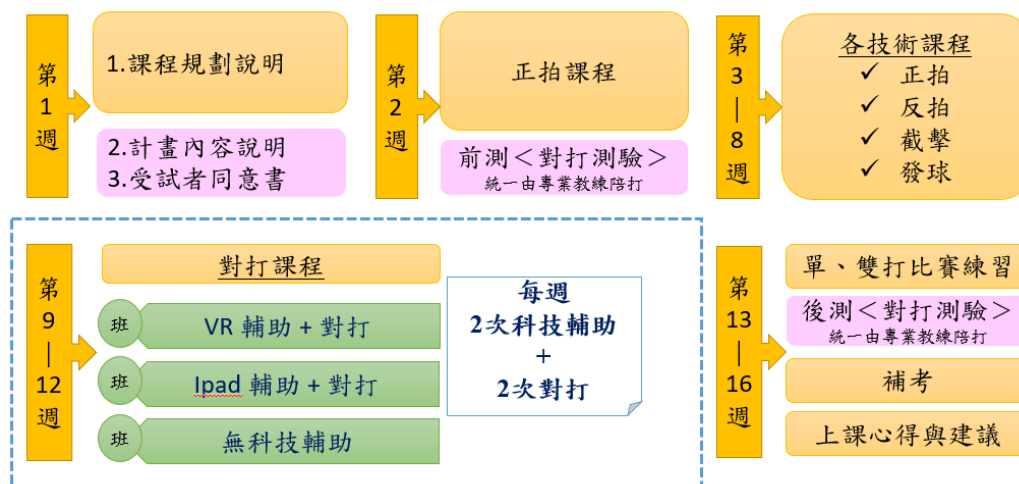 第1週
1.課程規劃說明
2.計畫內容說明
3.受試者同意書
第2週
正拍課程
前測＜對打測驗＞
統一由專業教練陪打
第3|8週
各技術課程
✓ 正拍
✓ 反拍
✓ 截擊
✓ 發球
第9|12週
對打課程
班 VR 輔助 + 對打
班 Ipad 輔助 + 對打
班 無科技輔助
每週
2次科技輔助
+
2次對打
第13|16週
單、雙打比賽練習
後測＜對打測驗＞
統一由專業教練陪打
補考
上課心得與建議